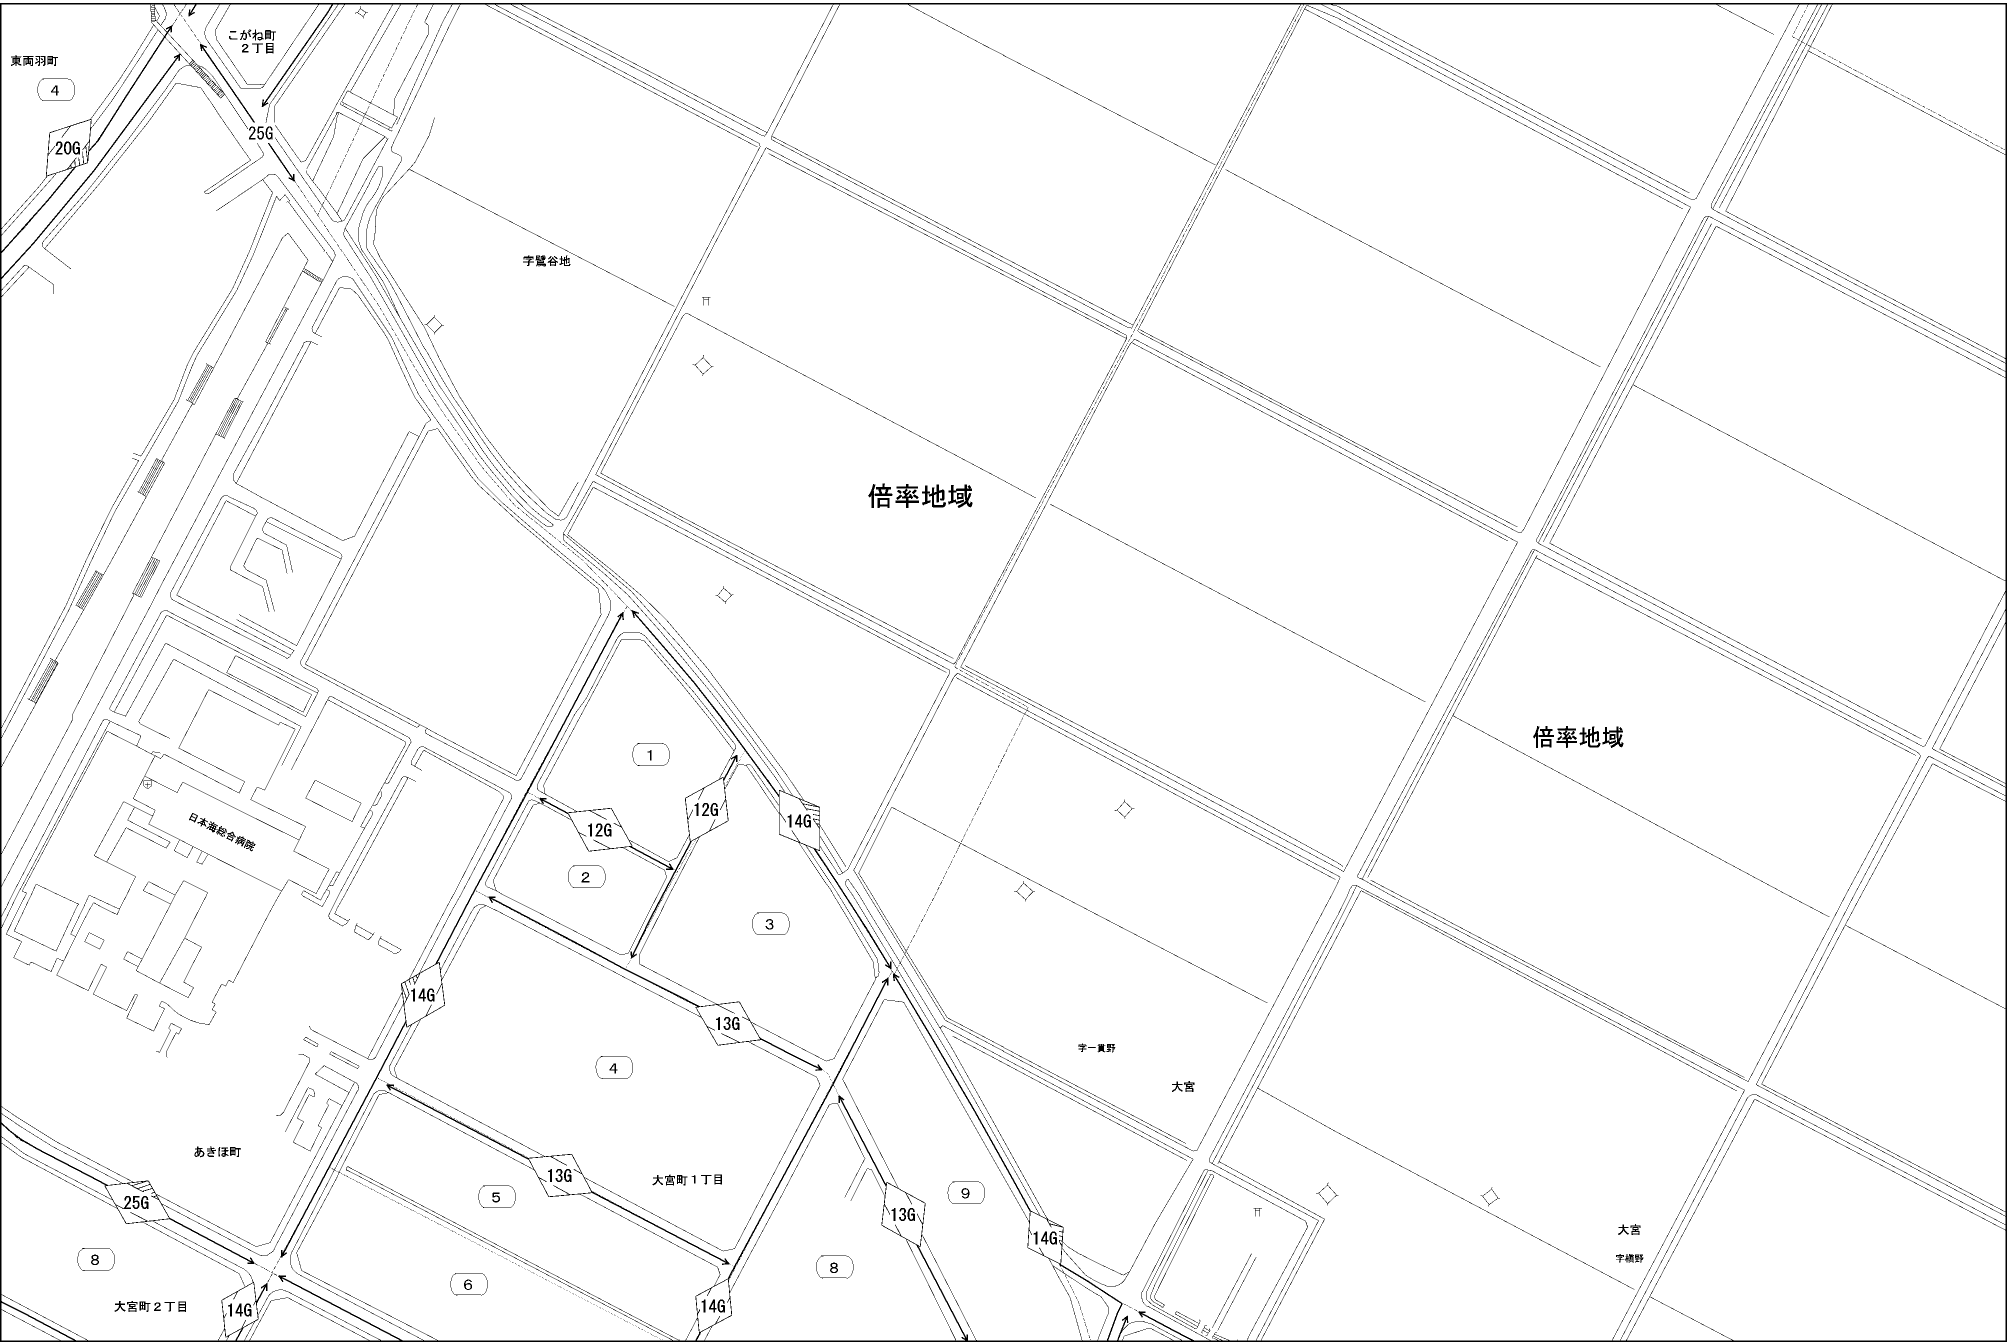 こがね町
２丁目
東両羽町
4
25G
20G
字鷺谷地
倍率地域
倍率地域
1
12G
12G
14G
日本海総合病院
2
3
14G
13G
4
字一貫野
大宮
あきほ町
13G
大宮町１丁目
5
9
25G
13G
大宮
14G
字横野
8
6
8
大宮町２丁目
14G
14G